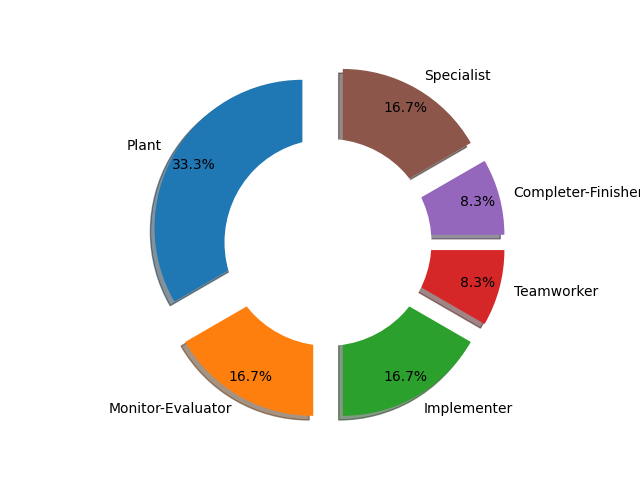 Specialist
16.7%
Plant
33.3%
Completer-Finisher
8.3%
8.3%
Teamworker
16.7%
16.7%
Monitor-Evaluator
Implementer